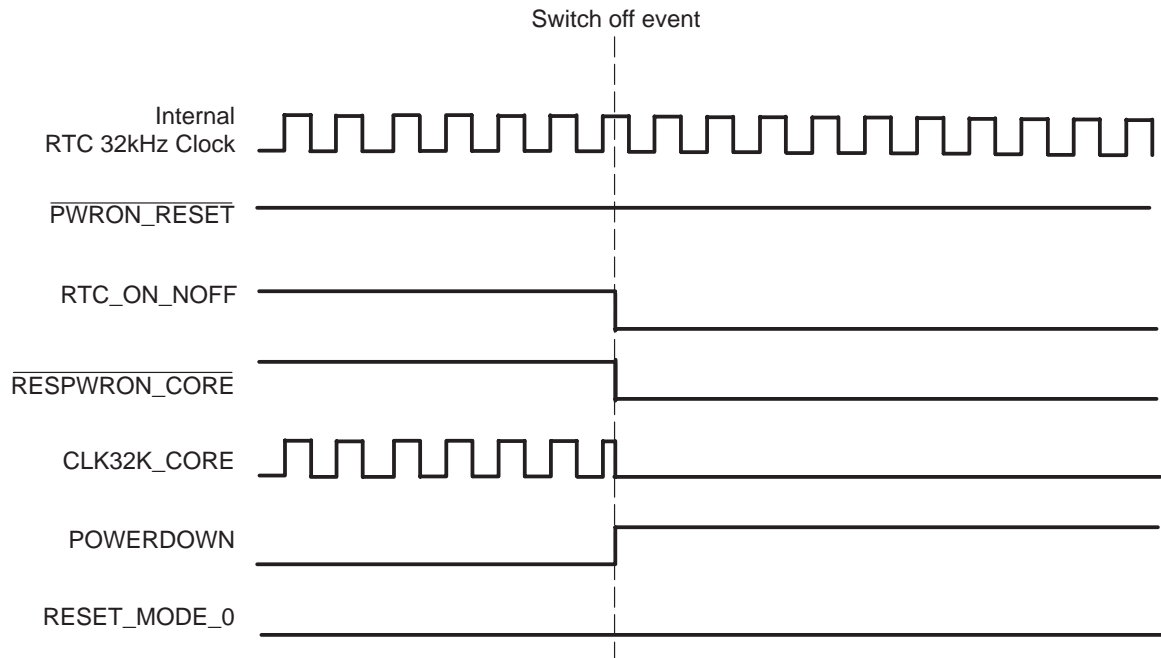 Switch off event
Internal
RTC 32kHz Clock
PWRON_RESET
RTC_ON_NOFF
RESPWRON_CORE
CLK32K_CORE
POWERDOWN
RESET_MODE_0